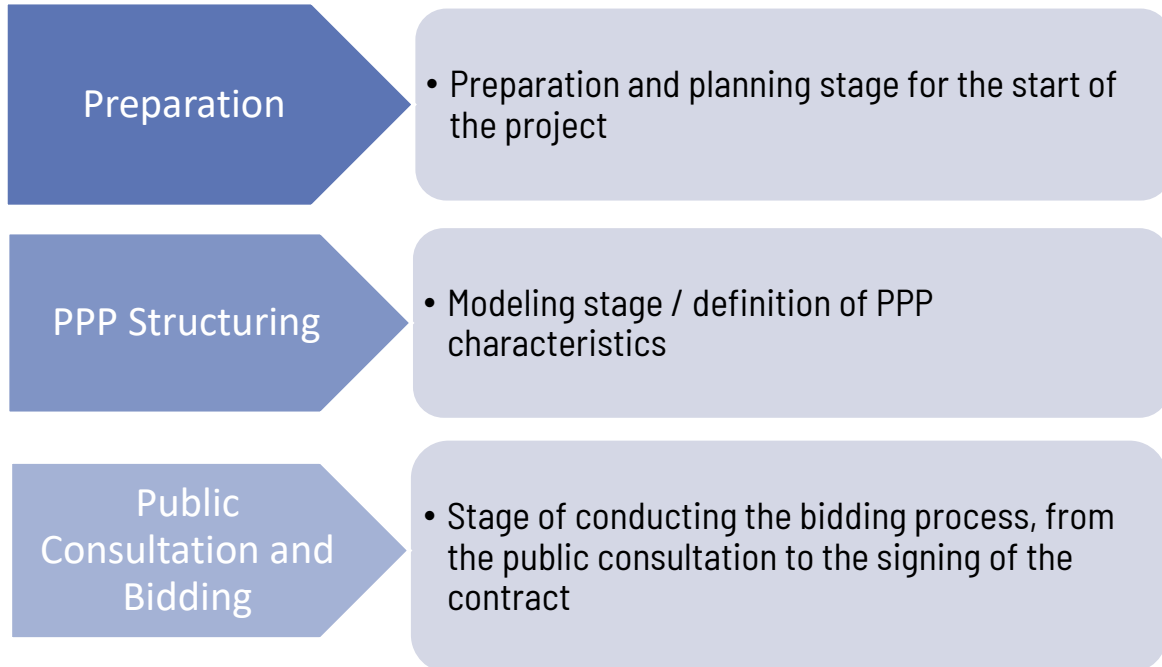 Preparation
• Preparation and planning stage for the start of
the project
PPP Structuring
• Modeling stage / definition of PPP
characteristics
Public
Consultation and
Bidding
• Stage of conducting the bidding process, from
the public consultation to the signing of the
contract